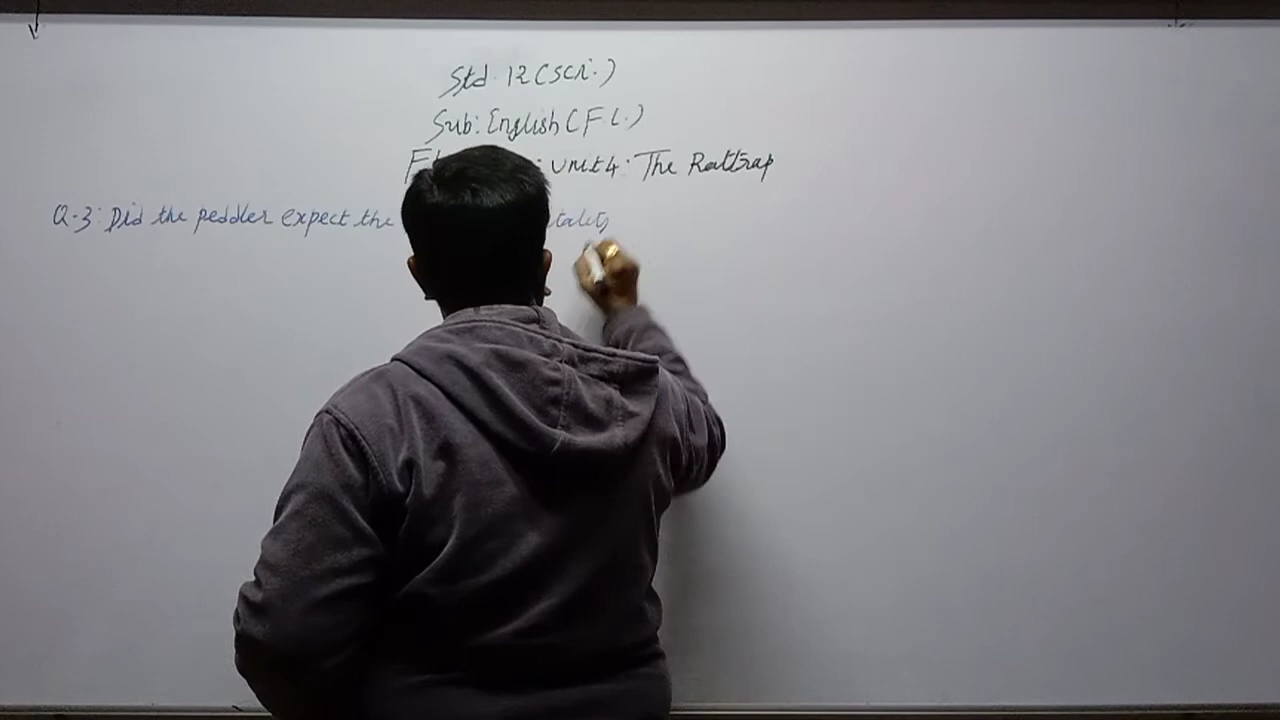 Std. 12 (Sci.)
Sub: English (F.L.)
Unit 4. The Rattrap
Q-3: Did the peddler expect the